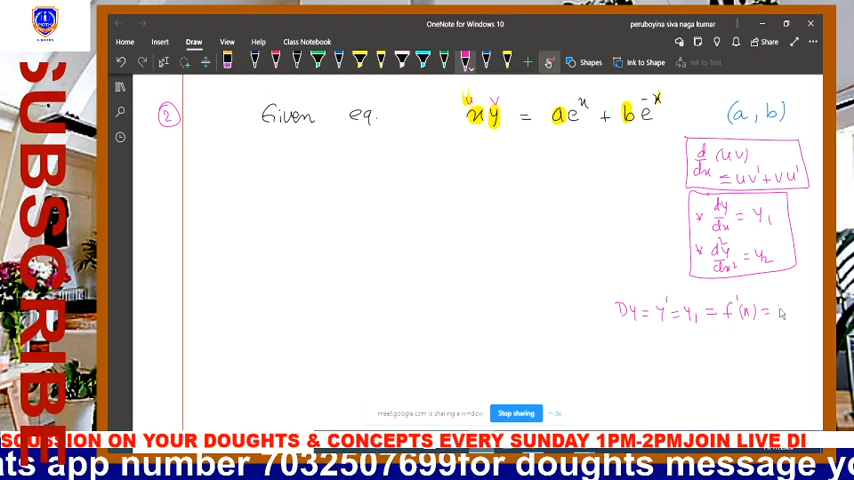 OneNote for Windows 10
peruboyina siva naga kumar
Home Insert Draw View Help Class Notebook
Share
Shapes Ink to Shape Ink to Text
② Given eq. xy = ae^x + be^-x (a, b)
u v
d/dx (uv)
≤ uv' + vu'
* dy/dx = y₁
* d²y/dx² = y₂
Dy = y' = y₁ = f'(x) =
meet.google.com is sharing a window Stop sharing Hide
SUBSCRIBE
SCUSSION ON YOUR DOUGHTS & CONCEPTS EVERY SUNDAY 1PM-2PMJOIN LIVE DI
ats app number 7032507699for doughts message yo